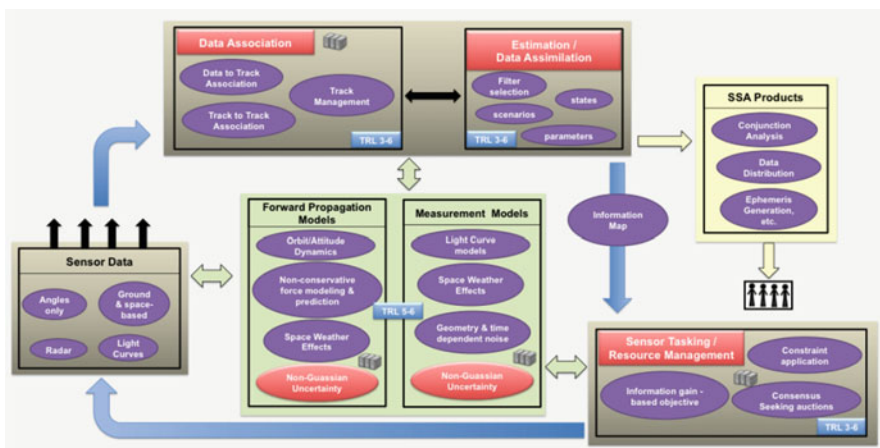 Data Association
Data to Track
Association
Track
Management
Track to Track
Association
TRL 3-6
Estimation /
Data Assimilation
Filter
selection
states
scenarios
parameters
TRL 3-6
SSA Products
Conjunction
Analysis
Data
Distribution
Ephemeris
Generation,
etc.
Information
Map
Forward Propagation
Models
Orbit/Attitude
Dynamics
Non-conservative
force modeling &
prediction
Space Weather
Effects
Non-Guassian
Uncertainty
TRL 5-6
Measurement Models
Light Curve
models
Space Weather
Effects
Geometry & time
dependent noise
Non-Guassian
Uncertainty
Sensor Data
Angles
only
Ground
& space-
based
Radar
Light
Curves
Sensor Tasking /
Resource Management
Constraint
application
Information gain -
based objective
Consensus
Seeking auctions
TRL 3-6